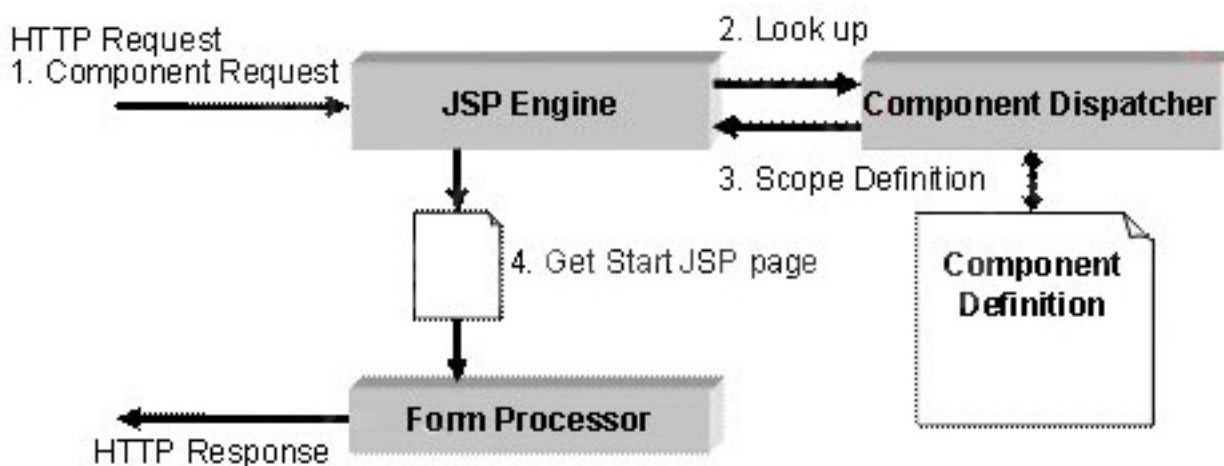 HTTP Request
1. Component Request
2. Look up
JSP Engine
Component Dispatcher
3. Scope Definition
4. Get Start JSP page
Component
Definition
Form Processor
HTTP Response